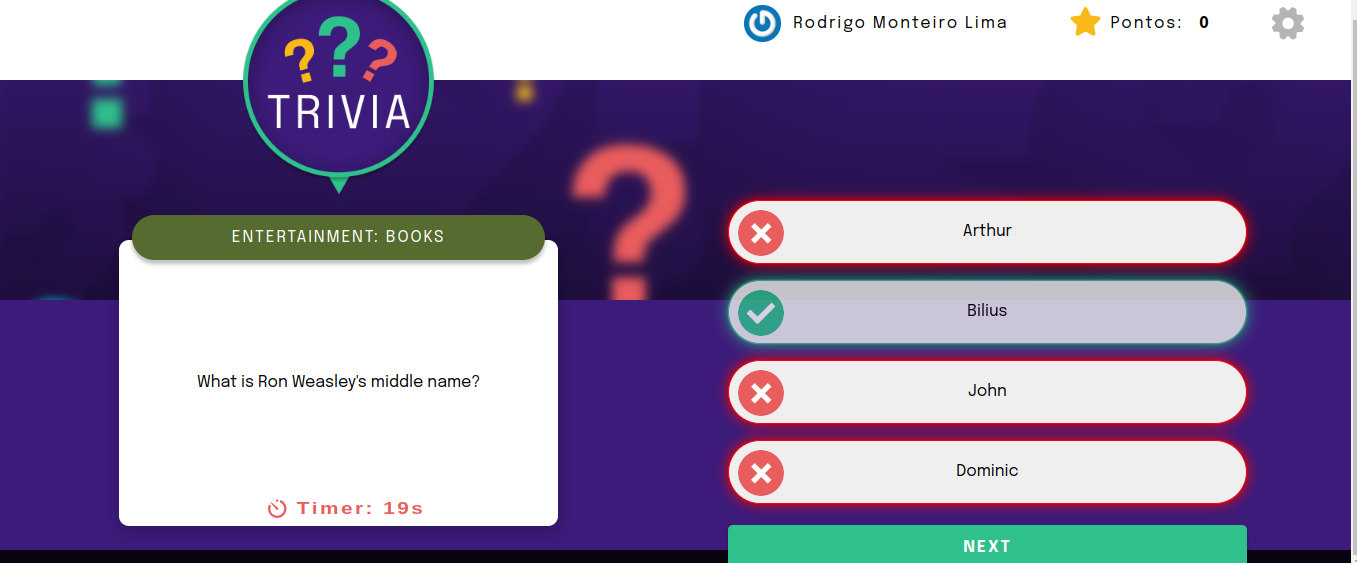 Rodrigo Monteiro Lima
Pontos: 0
???
TRIVIA
ENTERTAINMENT: BOOKS
What is Ron Weasley's middle name?
Timer: 19s
Arthur
Bilius
John
Dominic
NEXT